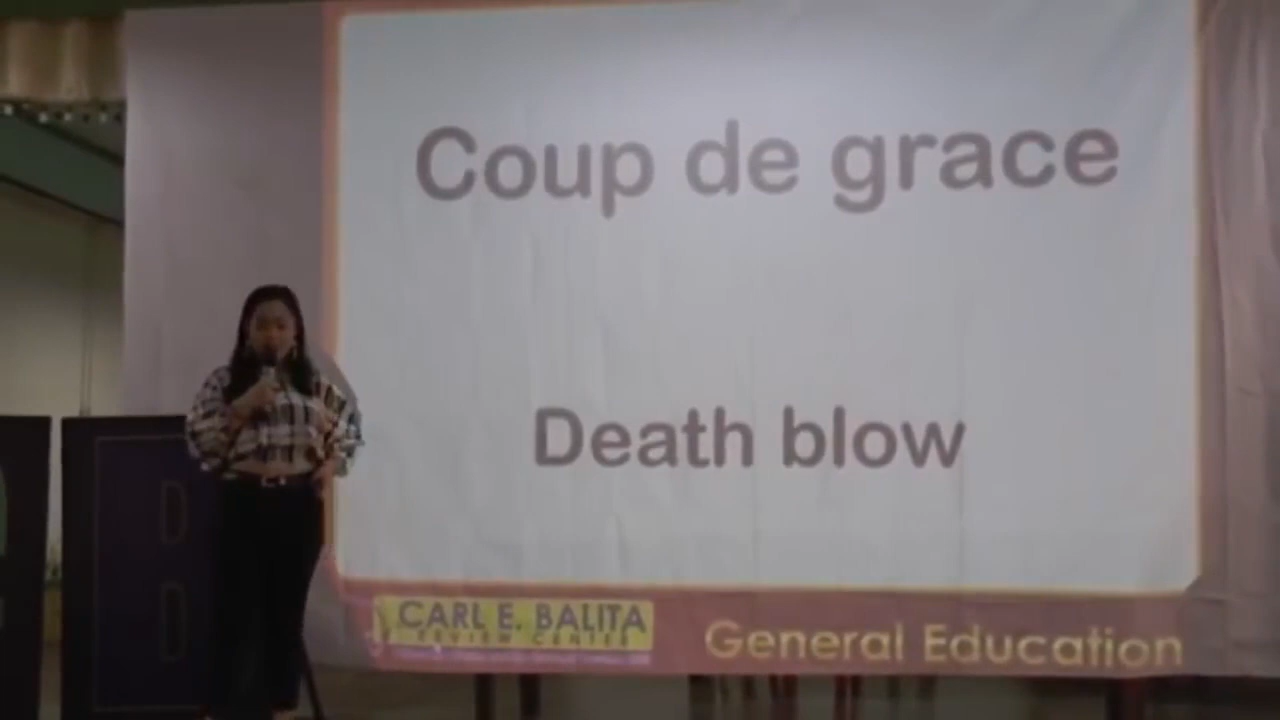 Coup de grace
Death blow
CARL E. BALITA
REVIEW CENTER
General Education